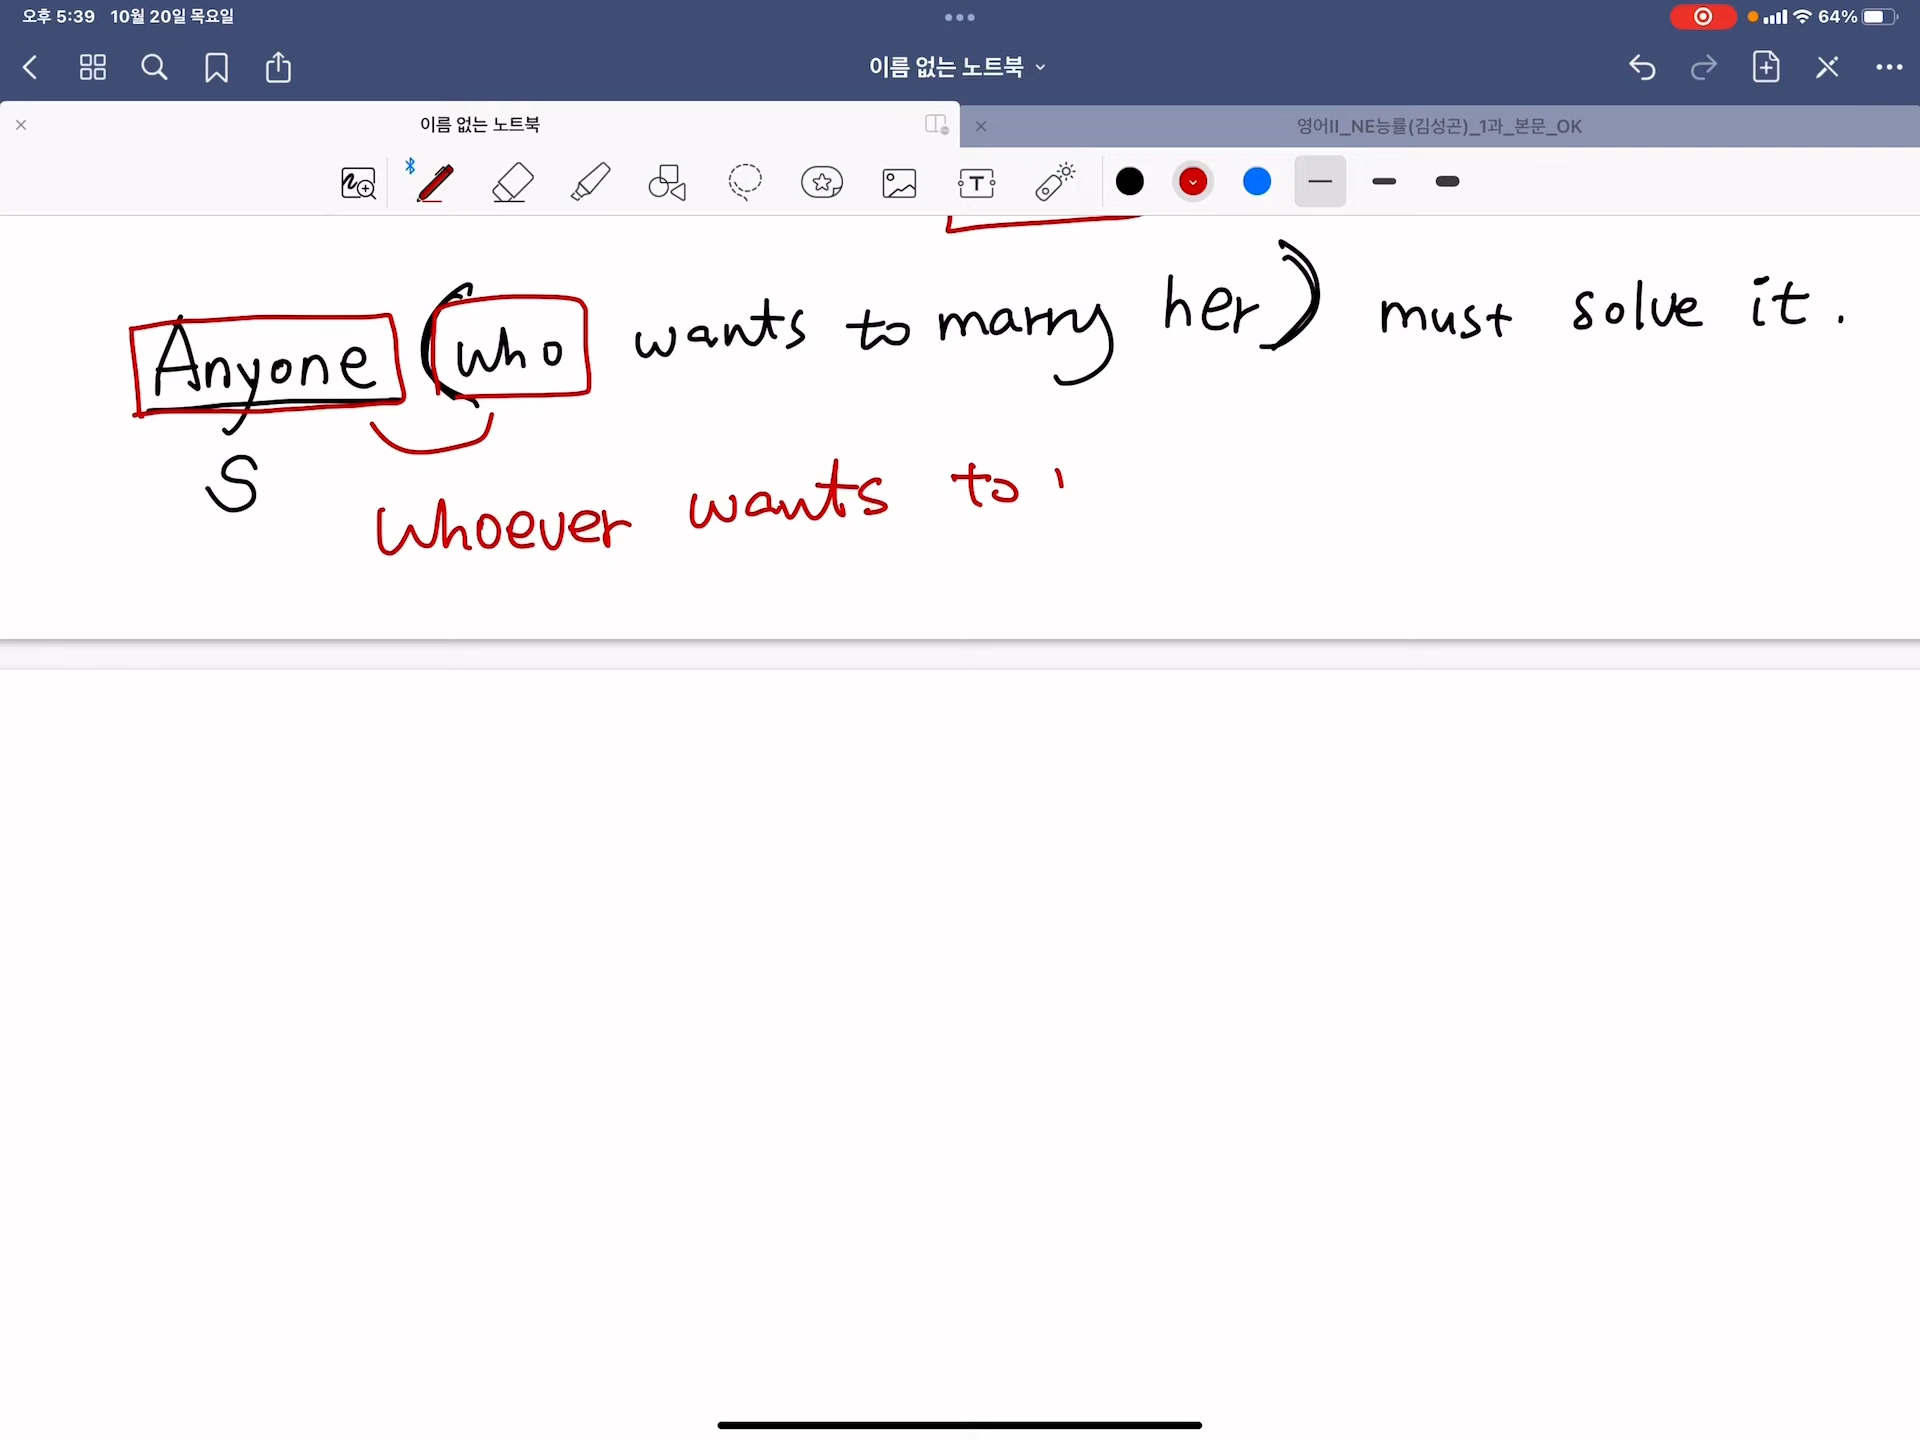 오후 5:39 10월 20일 목요일
64%
이름 없는 노트북
이름 없는 노트북
영어II_NE능률(김성곤)_1과_본문_OK
T
Anyone (who wants to marry her) must solve it.
S
Whoever wants to